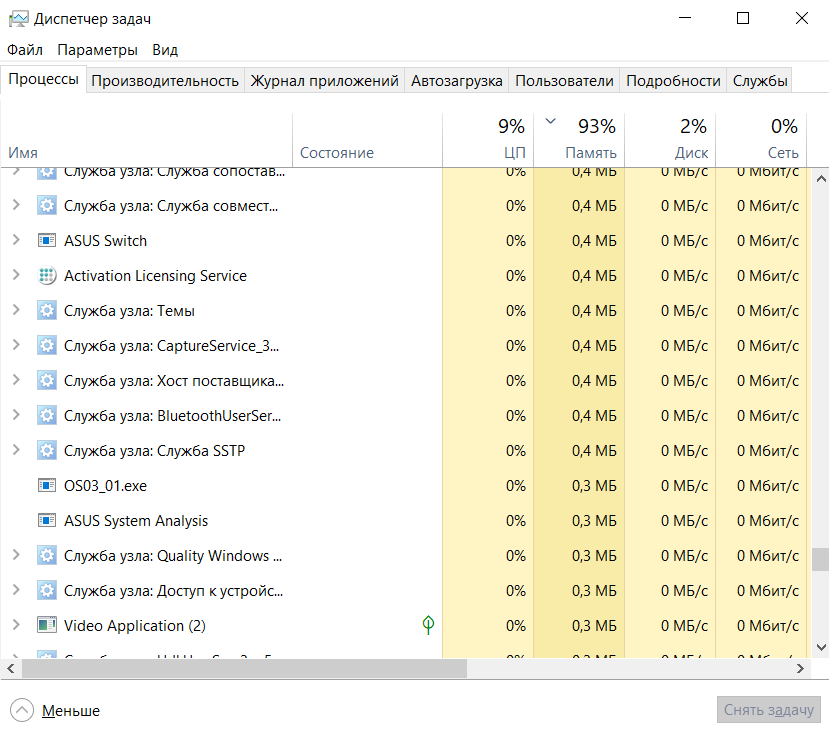 Диспетчер задач
Файл Параметры Вид
Процессы Производительность Журнал приложений Автозагрузка Пользователи Подробности Службы
9% 93% 2% 0%
Имя Состояние ЦП Память Диск Сеть
Служба узла: Служба сопостав... 0% 0,4 МБ 0 МБ/с 0 Мбит/с
Служба узла: Служба совмест... 0% 0,4 МБ 0 МБ/с 0 Мбит/с
ASUS Switch 0% 0,4 МБ 0 МБ/с 0 Мбит/с
Activation Licensing Service 0% 0,4 МБ 0 МБ/с 0 Мбит/с
Служба узла: Темы 0% 0,4 МБ 0 МБ/с 0 Мбит/с
Служба узла: CaptureService_3... 0% 0,4 МБ 0 МБ/с 0 Мбит/с
Служба узла: Хост поставщика... 0% 0,4 МБ 0 МБ/с 0 Мбит/с
Служба узла: BluetoothUserSer... 0% 0,4 МБ 0 МБ/с 0 Мбит/с
Служба узла: Служба SSTP 0% 0,4 МБ 0 МБ/с 0 Мбит/с
OS03_01.exe 0% 0,3 МБ 0 МБ/с 0 Мбит/с
ASUS System Analysis 0% 0,3 МБ 0 МБ/с 0 Мбит/с
Служба узла: Quality Windows ... 0% 0,3 МБ 0 МБ/с 0 Мбит/с
Служба узла: Доступ к устройс... 0% 0,3 МБ 0 МБ/с 0 Мбит/с
Video Application (2) 0% 0,3 МБ 0 МБ/с 0 Мбит/с
Меньше Снять задачу